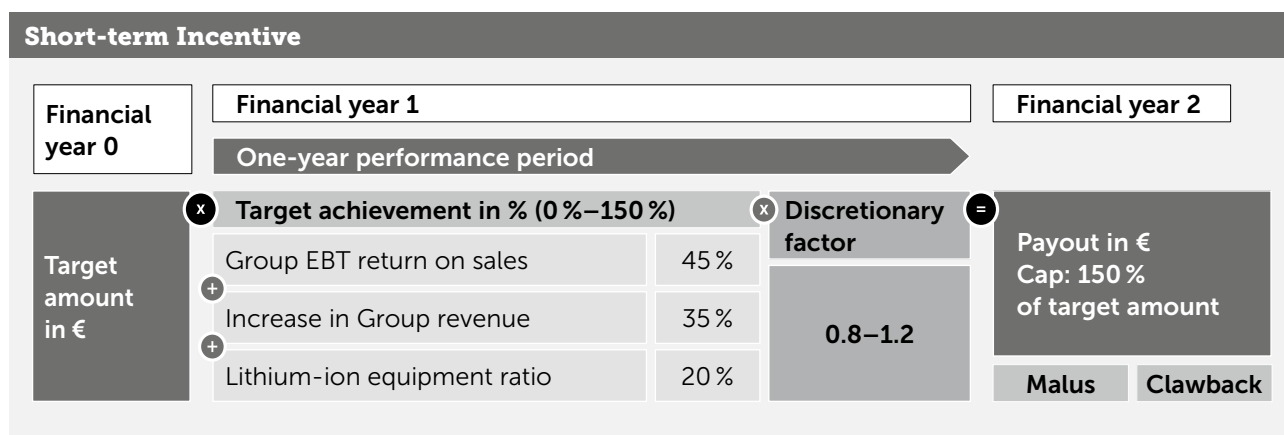 Short-term Incentive
Financial
year 0
Financial year 1
Financial year 2
One-year performance period
Target
amount
in €
x
Target achievement in % (0 %–150 %)
Group EBT return on sales
45 %
+
Increase in Group revenue
35 %
+
Lithium-ion equipment ratio
20 %
x
Discretionary
factor
0.8–1.2
=
Payout in €
Cap: 150 %
of target amount
Malus
Clawback